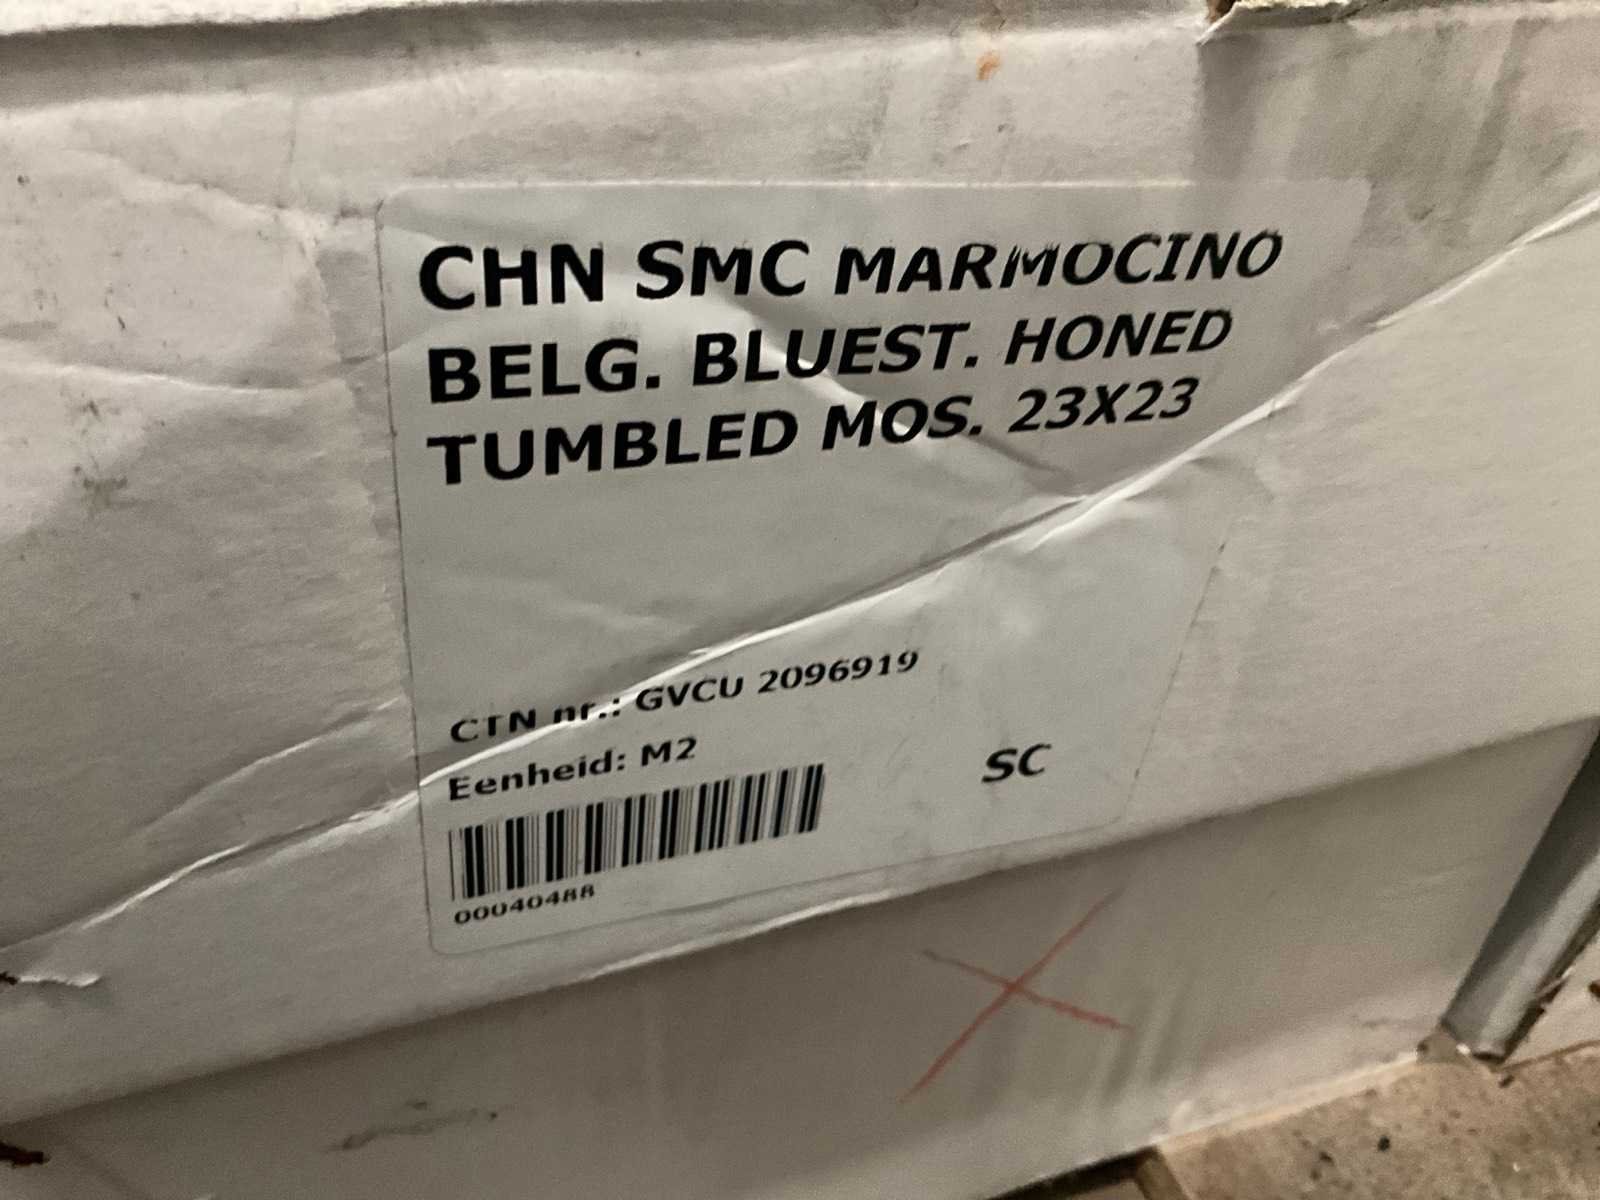 CHN SMC MARMOCINO
BELG. BLUEST. HONED
TUMBLED MOS. 23X23
CTN nr.: GVCU 2096919
Eenheid: M2
SC
00040488